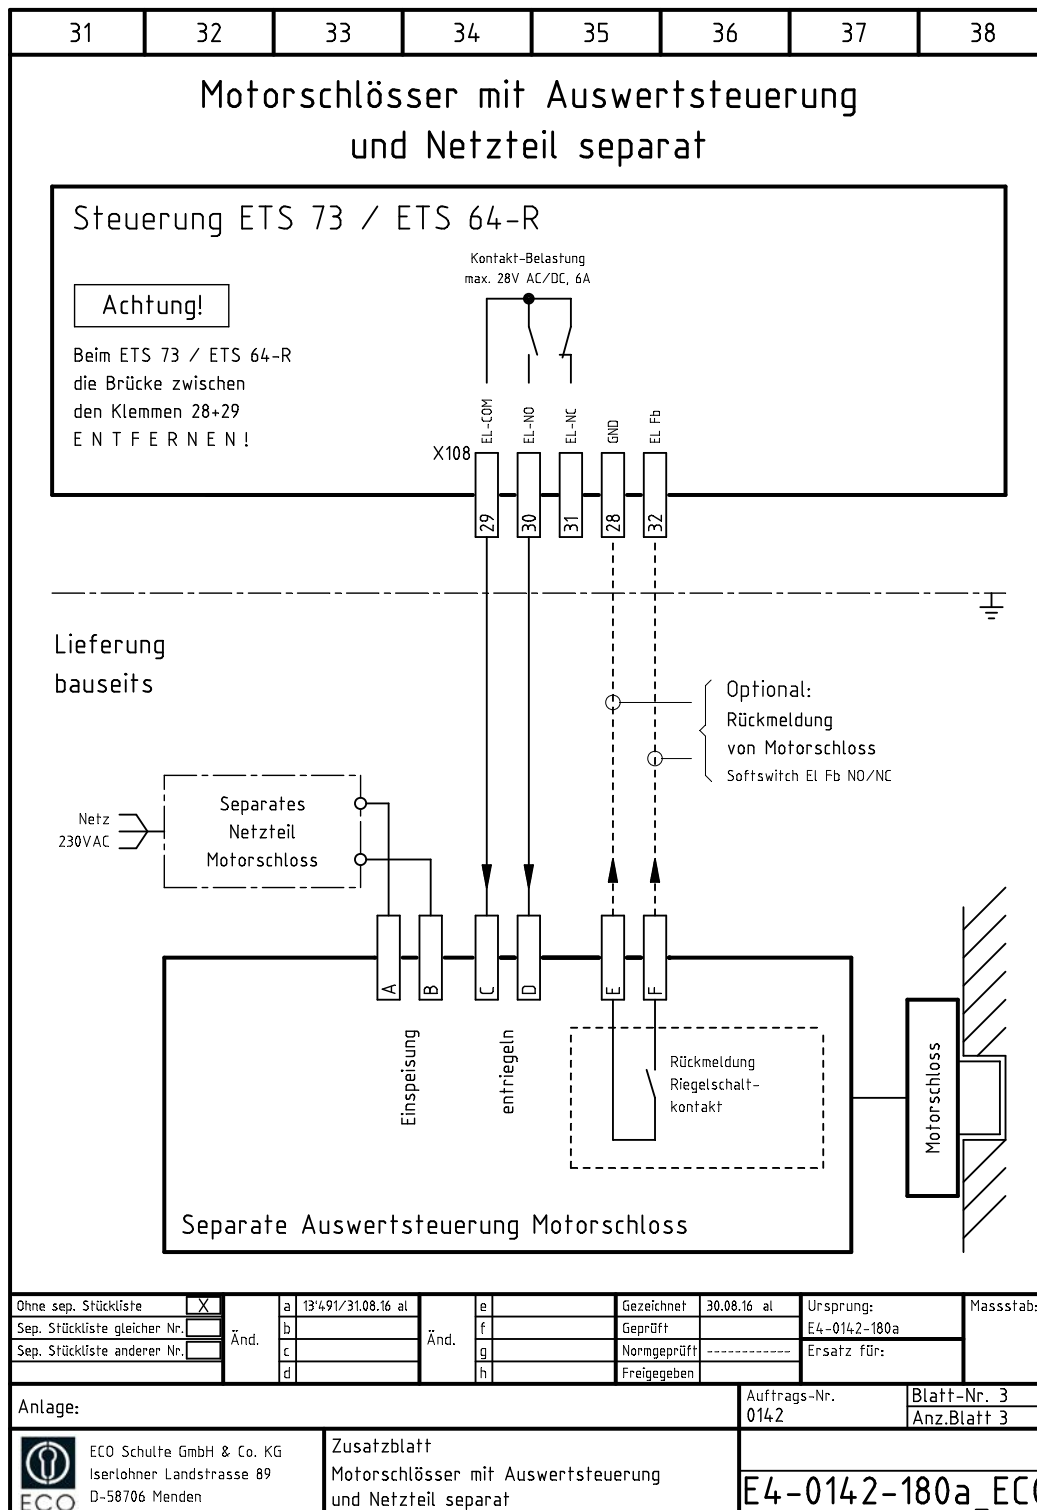 31 32 33 34 35 36 37 38
Motorschlösser mit Auswertsteuerung
und Netzteil separat
Steuerung ETS 73 / ETS 64-R
Kontakt-Belastung
max. 28V AC/DC, 6A
Achtung!
Beim ETS 73 / ETS 64-R
die Brücke zwischen
den Klemmen 28+29
ENTFERNEN!
EL-COM
EL-NO
EL-NC
GND
EL Fb
X108
29
30
31
28
32
Lieferung
bauseits
Optional:
Rückmeldung
von Motorschloss
Softswitch El Fb NO/NC
Separates
Netzteil
Motorschloss
Netz
230VAC
A
B
C
D
E
F
Einspeisung
entriegeln
Rückmeldung
Riegelschalt-
kontakt
Motorschloss
Separate Auswertsteuerung Motorschloss
Ohne sep. Stückliste X
Sep. Stückliste gleicher Nr.
Sep. Stückliste anderer Nr.
Änd.
a 13'491/31.08.16 al
b
c
d
Änd.
e
f
g
h
Gezeichnet 30.08.16 al
Geprüft
Normgeprüft ------------
Freigegeben
Ursprung:
E4-0142-180a
Ersatz für:
Massstab:
Anlage:
Auftrags-Nr.
0142
Blatt-Nr. 3
Anz.Blatt 3
ECO
ECO Schulte GmbH & Co. KG
Iserlohner Landstrasse 89
D-58706 Menden
Zusatzblatt
Motorschlösser mit Auswertsteuerung
und Netzteil separat
E4-0142-180a_ECO